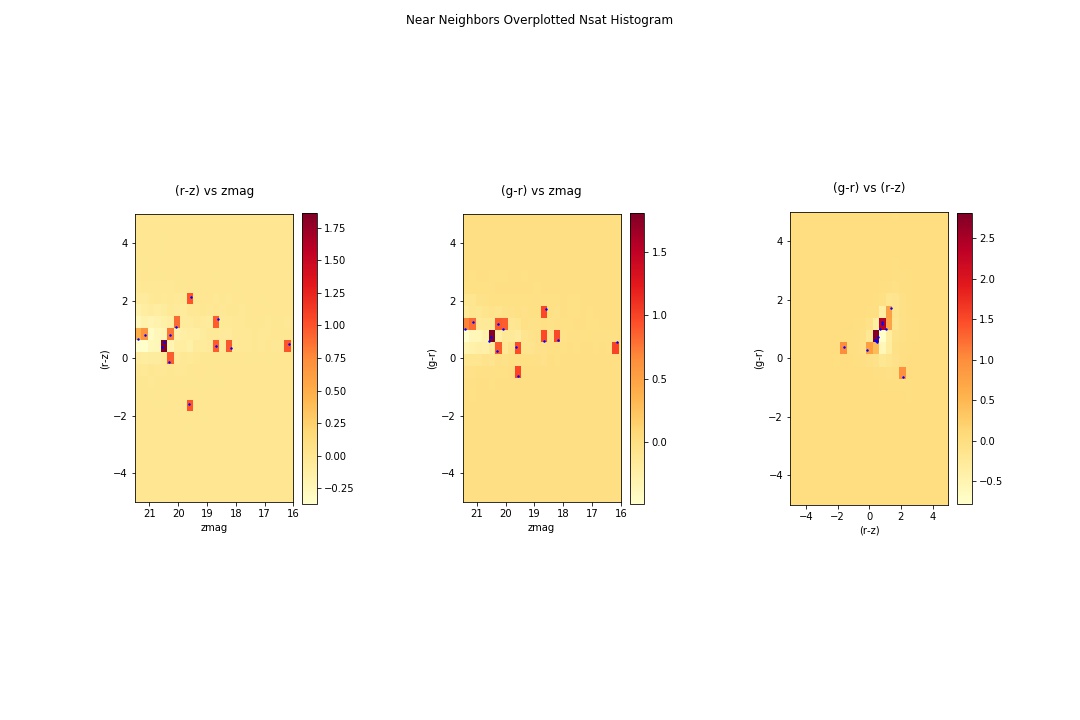 Near Neighbors Overplotted Nsat Histogram
(r-z) vs zmag
4
2
0
−2
−4
(r-z)
21 20 19 18 17 16
zmag
1.75
1.50
1.25
1.00
0.75
0.50
0.25
0.00
−0.25
(g-r) vs zmag
4
2
0
−2
−4
(g-r)
21 20 19 18 17 16
zmag
1.5
1.0
0.5
0.0
(g-r) vs (r-z)
4
2
0
−2
−4
(g-r)
−4 −2 0 2 4
(r-z)
2.5
2.0
1.5
1.0
0.5
0.0
−0.5